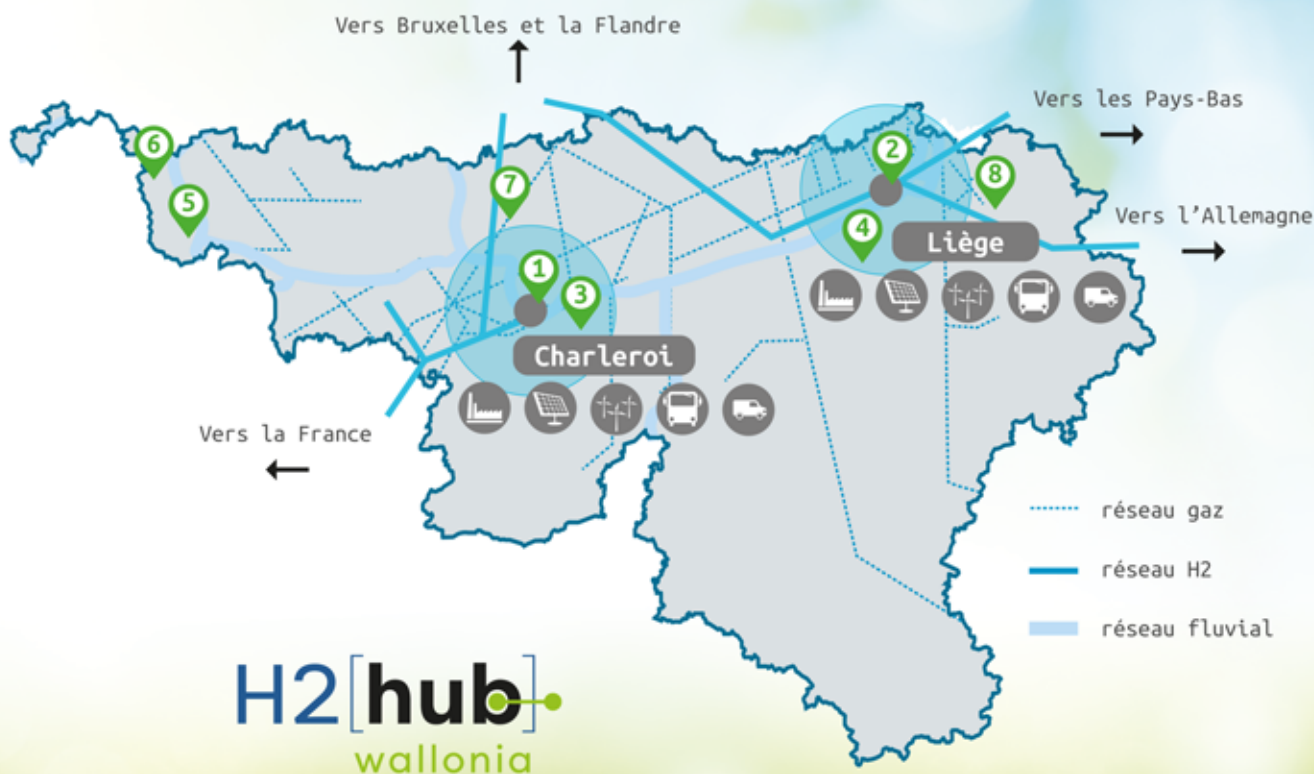 Vers Bruxelles et la Flandre
Vers les Pays-Bas
6
2
5
7
8
Vers l'Allemagne
4
Liège
1
3
Charleroi
Vers la France
réseau gaz
réseau H2
réseau fluvial
H2[hub]
wallonia